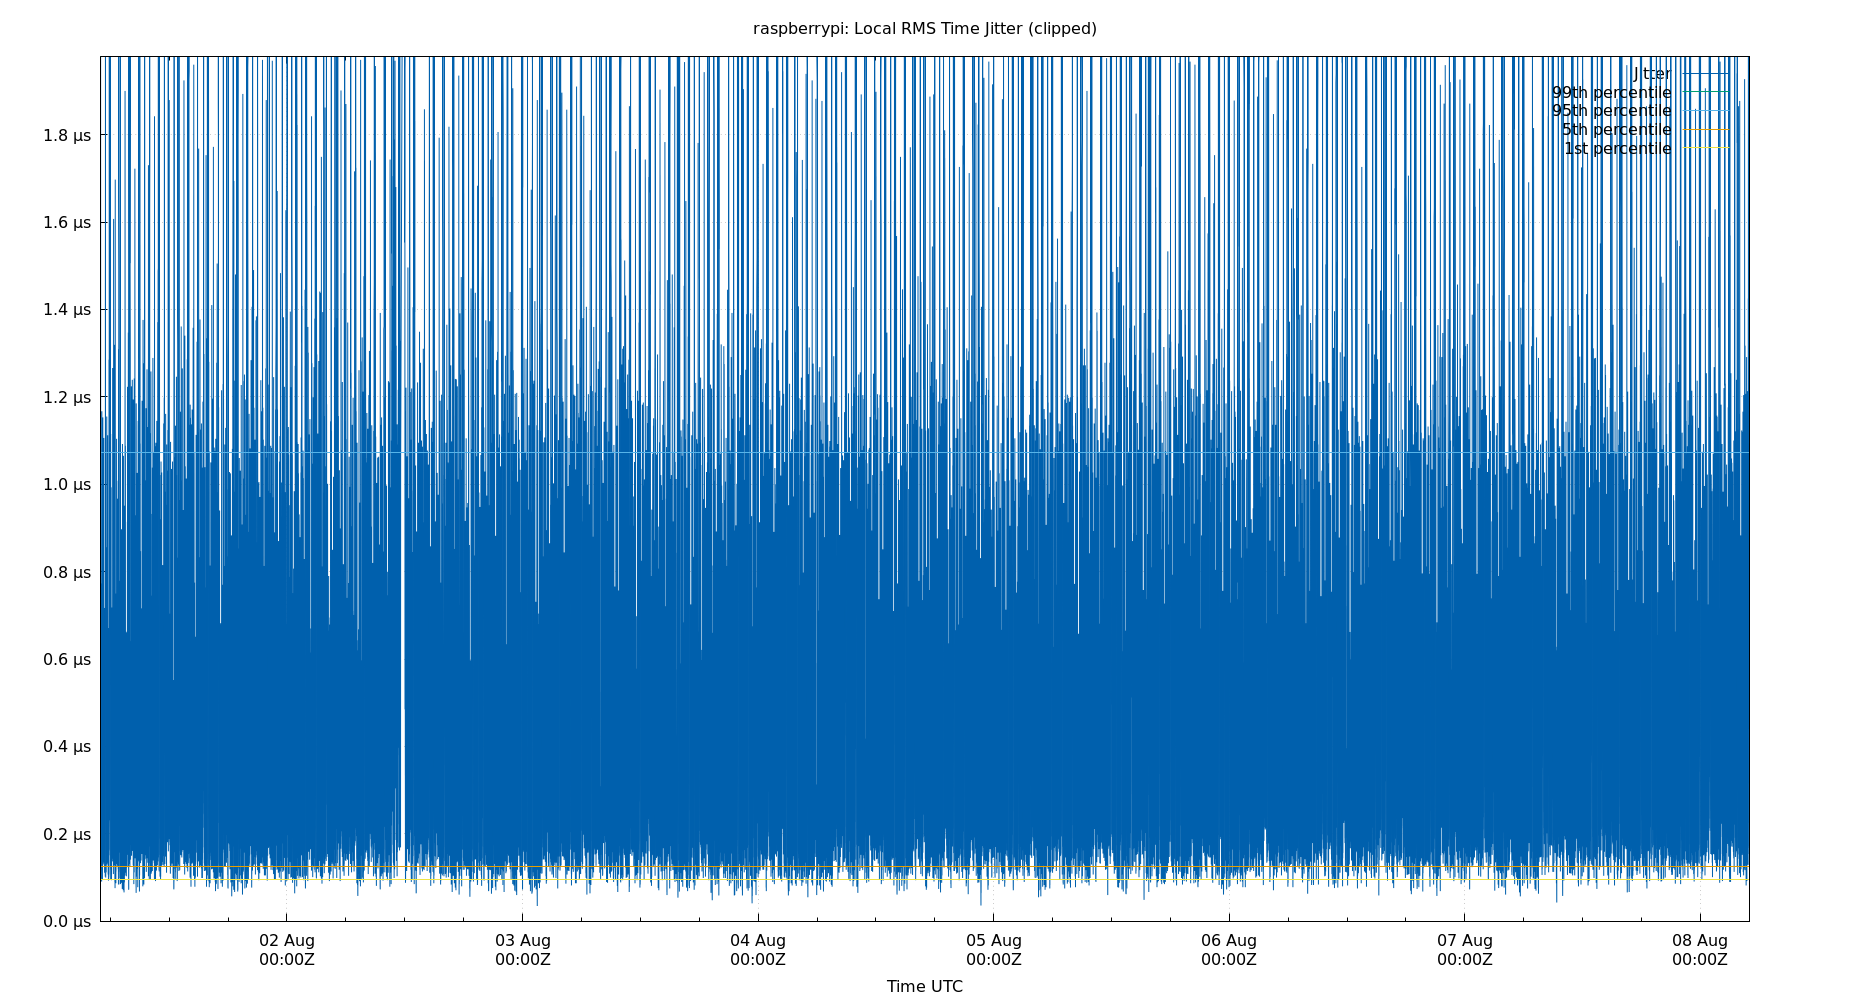 raspberrypi: Local RMS Time Jitter (clipped)
Jitter
99th percentile
95th percentile
5th percentile
1st percentile
1.8 µs
1.6 µs
1.4 µs
1.2 µs
1.0 µs
0.8 µs
0.6 µs
0.4 µs
0.2 µs
0.0 µs
02 Aug 03 Aug 04 Aug 05 Aug 06 Aug 07 Aug 08 Aug
00:00Z 00:00Z 00:00Z 00:00Z 00:00Z 00:00Z 00:00Z
Time UTC